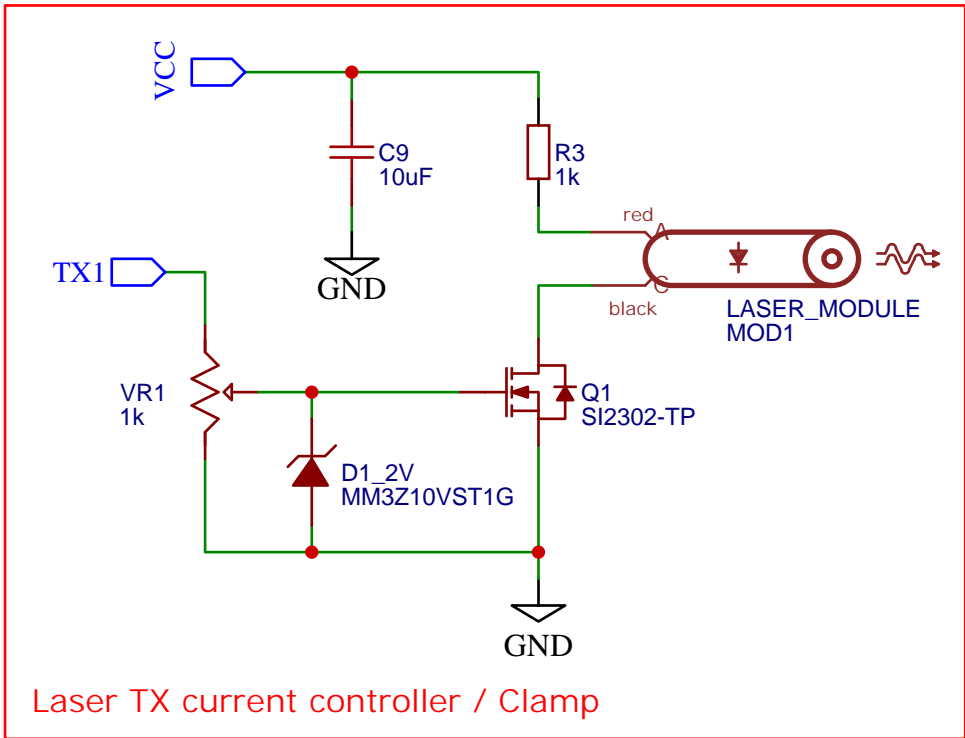 VCC
C9
10uF
R3
1k
red
A
TX1
GND
C
black
LASER_MODULE
MOD1
VR1
1k
Q1
SI2302-TP
D1_2V
MM3Z10VST1G
GND
Laser TX current controller / Clamp